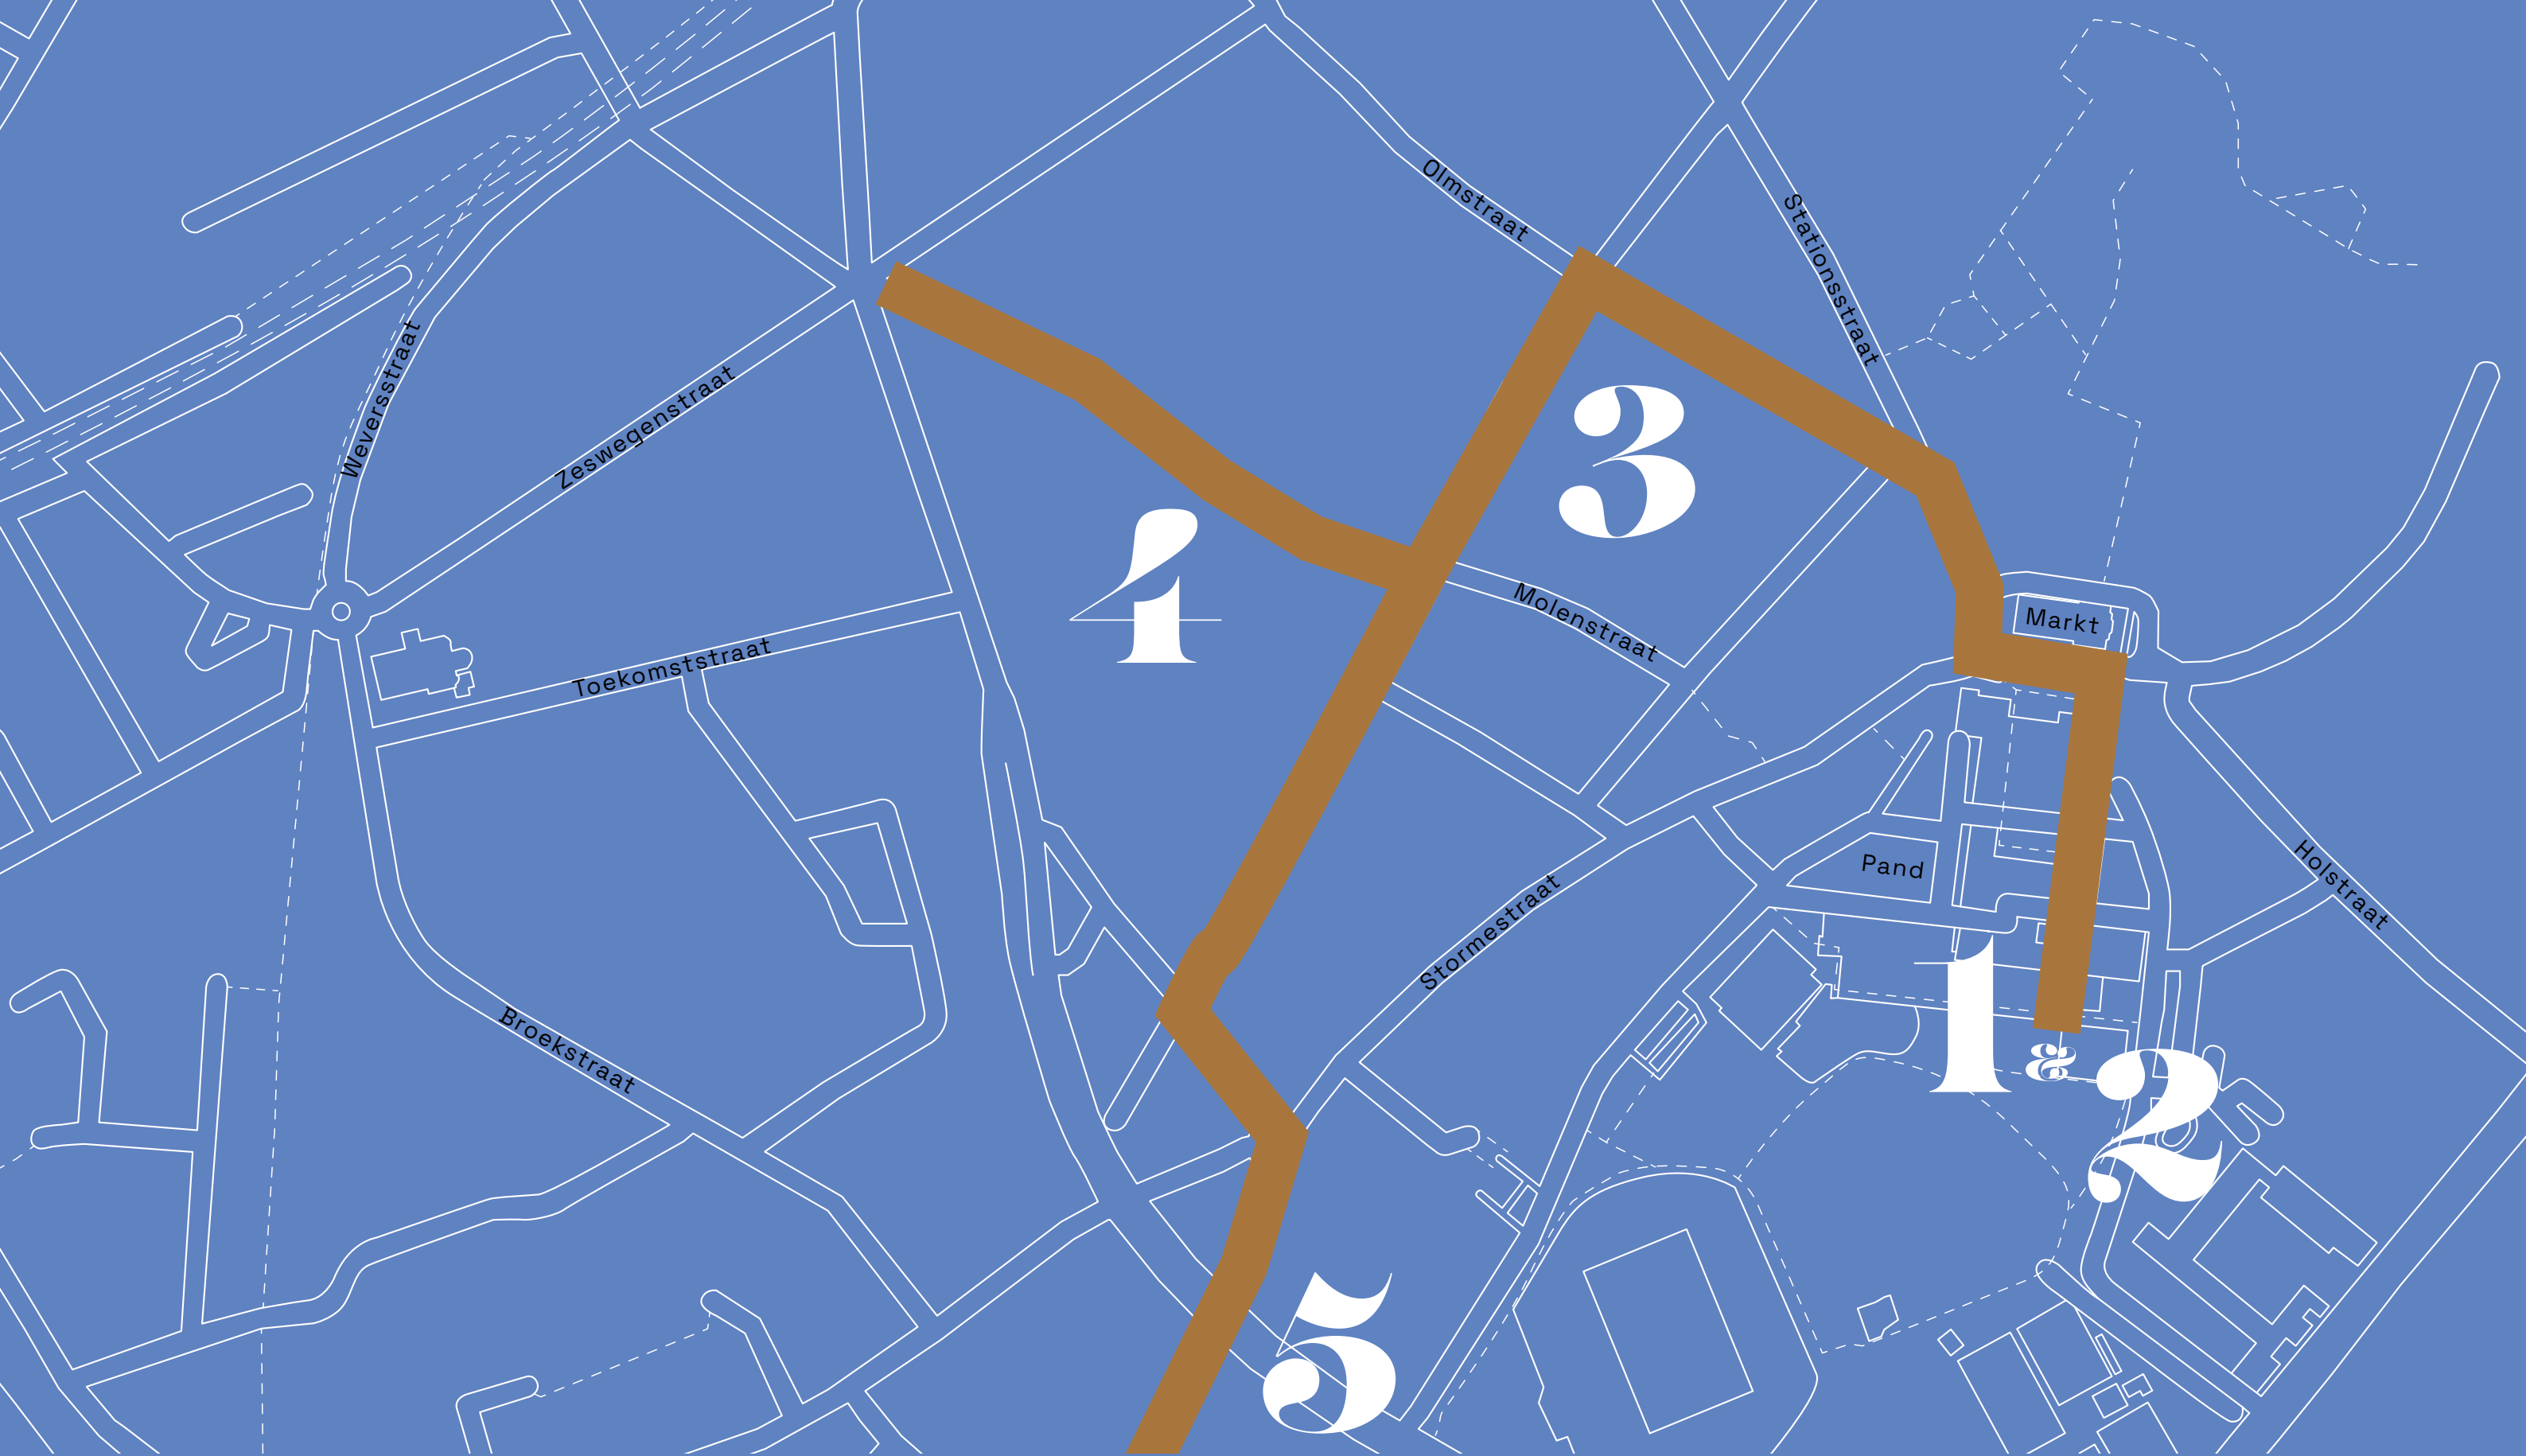 Olmstraat
Stationsstraat
Weversstraat
Zeswegenstraat
3
4
Molenstraat
Markt
Toekomststraat
Pand
Holstraat
Stormestraat
1
a
2
Broekstraat
5